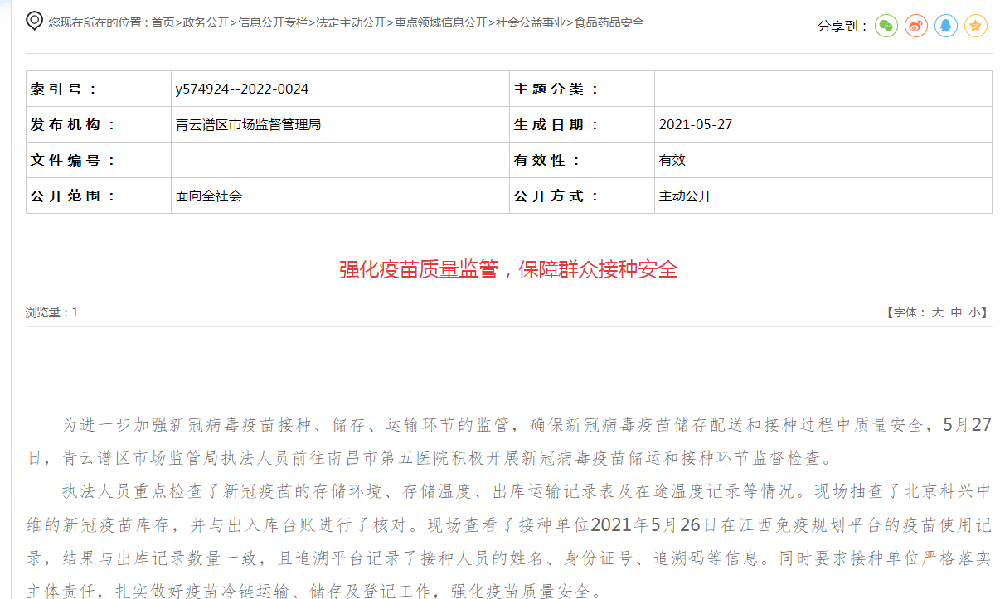 您现在所在的位置：首页>政务公开>信息公开专栏>法定主动公开>重点领域信息公开>社会公益事业>食品药品安全
分享到：
索引号： y574924--2022-0024 主题分类：
发布机构： 青云谱区市场监督管理局 生成日期： 2021-05-27
文件编号： 有效性： 有效
公开范围： 面向全社会 公开方式： 主动公开
强化疫苗质量监管，保障群众接种安全
浏览量：1 【字体： 大 中 小】
为进一步加强新冠病毒疫苗接种、储存、运输环节的监管，确保新冠病毒疫苗储存配送和接种过程中质量安全，5月27
日，青云谱区市场监管局执法人员前往南昌市第五医院积极开展新冠病毒疫苗储运和接种环节监督检查。
执法人员重点检查了新冠疫苗的存储环境、存储温度、出库运输记录表及在途温度记录等情况。现场抽查了北京科兴中
维的新冠疫苗库存，并与出入库台账进行了核对。现场查看了接种单位2021年5月26日在江西免疫规划平台的疫苗使用记
录，结果与出库记录数量一致，且追溯平台记录了接种人员的姓名、身份证号、追溯码等信息。同时要求接种单位严格落实
主体责任，扎实做好疫苗冷链运输、储存及登记工作，强化疫苗质量安全。